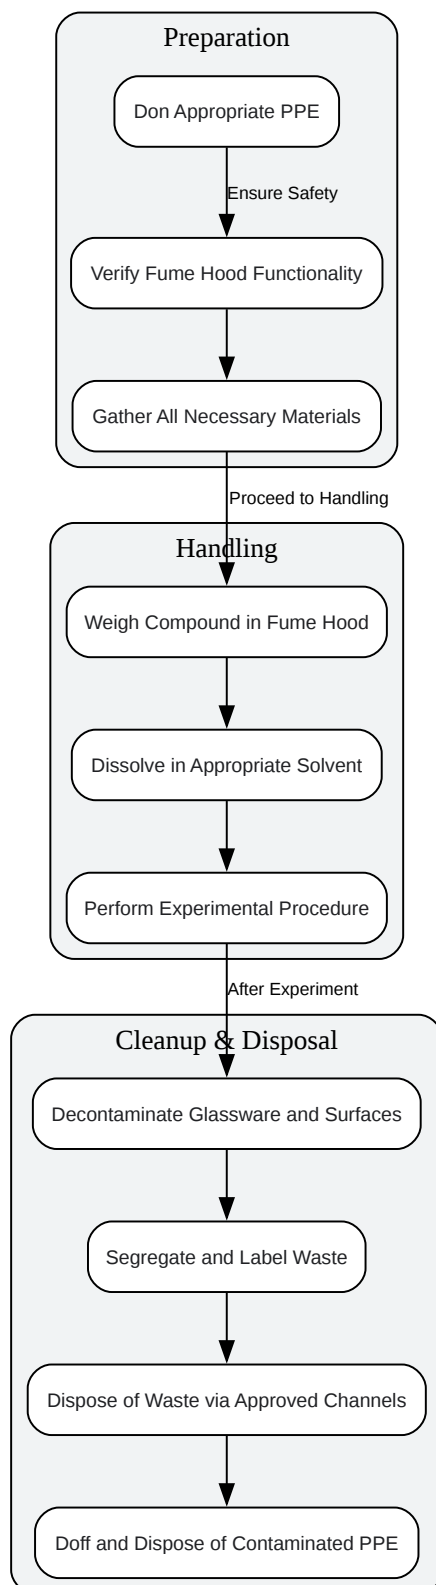 Preparation
Don Appropriate PPE
Ensure Safety
Verify Fume Hood Functionality
Gather All Necessary Materials
Proceed to Handling
Handling
Weigh Compound in Fume Hood
Dissolve in Appropriate Solvent
Perform Experimental Procedure
After Experiment
Cleanup & Disposal
Decontaminate Glassware and Surfaces
Segregate and Label Waste
Dispose of Waste via Approved Channels
Doff and Dispose of Contaminated PPE